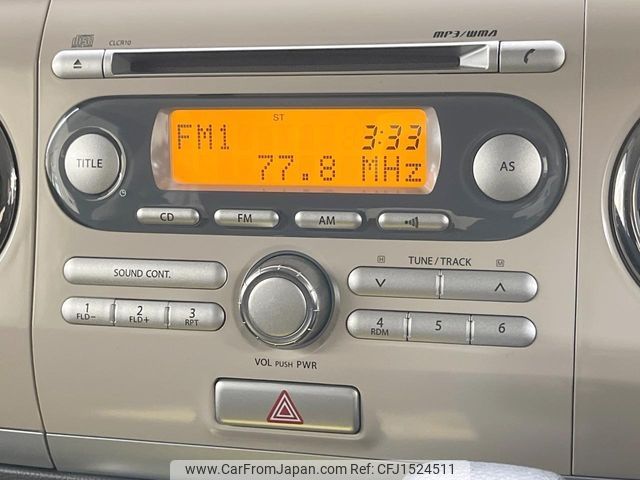 CLCR10
MP3/WMA
ST
FM1 3:33
77.8 MHz
TITLE
AS
CD FM AM
SOUND CONT.
H TUNE / TRACK M
1 FLD- 2 FLD+ 3 RPT
4 RDM 5 6
VOL PUSH PWR
www.CarFromJapan.com Ref No. CFJ1524511